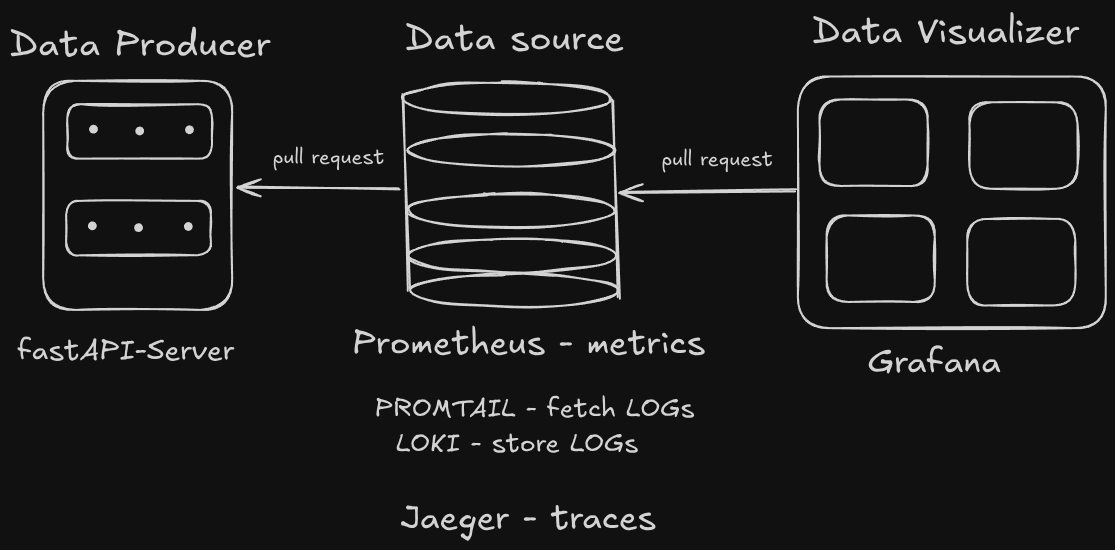 Data Producer
Data source
Data Visualizer
pull request
pull request
fastAPI-Server
Prometheus - metrics
Grafana
PROMTAIL - fetch LOGs
LOKI - store LOGs
Jaeger - traces